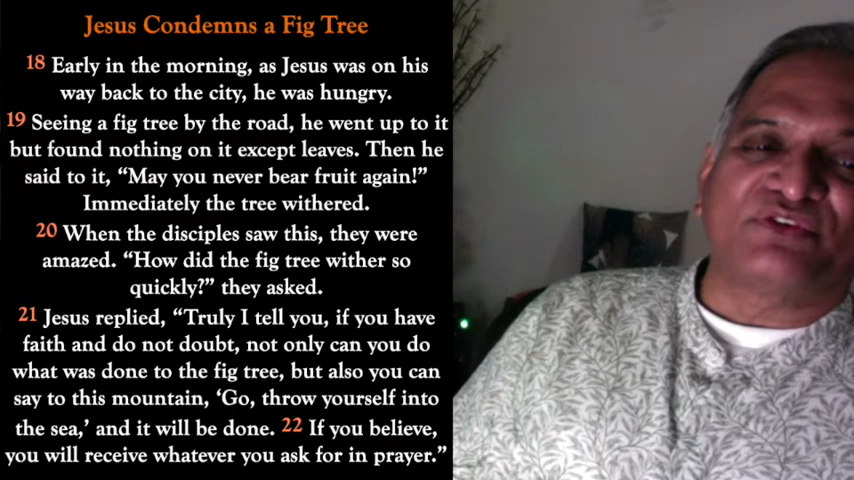 Jesus Condemns a Fig Tree
18 Early in the morning, as Jesus was on his
way back to the city, he was hungry.
19 Seeing a fig tree by the road, he went up to it
but found nothing on it except leaves. Then he
said to it, “May you never bear fruit again!”
Immediately the tree withered.
20 When the disciples saw this, they were
amazed. “How did the fig tree wither so
quickly?” they asked.
21 Jesus replied, “Truly I tell you, if you have
faith and do not doubt, not only can you do
what was done to the fig tree, but also you can
say to this mountain, ‘Go, throw yourself into
the sea,’ and it will be done. 22 If you believe,
you will receive whatever you ask for in prayer.”